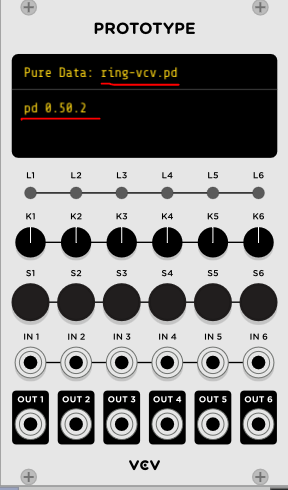 PROTOTYPE
Pure Data: ring-vcv.pd
pd 0.50.2
L1 L2 L3 L4 L5 L6
K1 K2 K3 K4 K5 K6
S1 S2 S3 S4 S5 S6
IN 1 IN 2 IN 3 IN 4 IN 5 IN 6
OUT 1 OUT 2 OUT 3 OUT 4 OUT 5 OUT 6
VCV